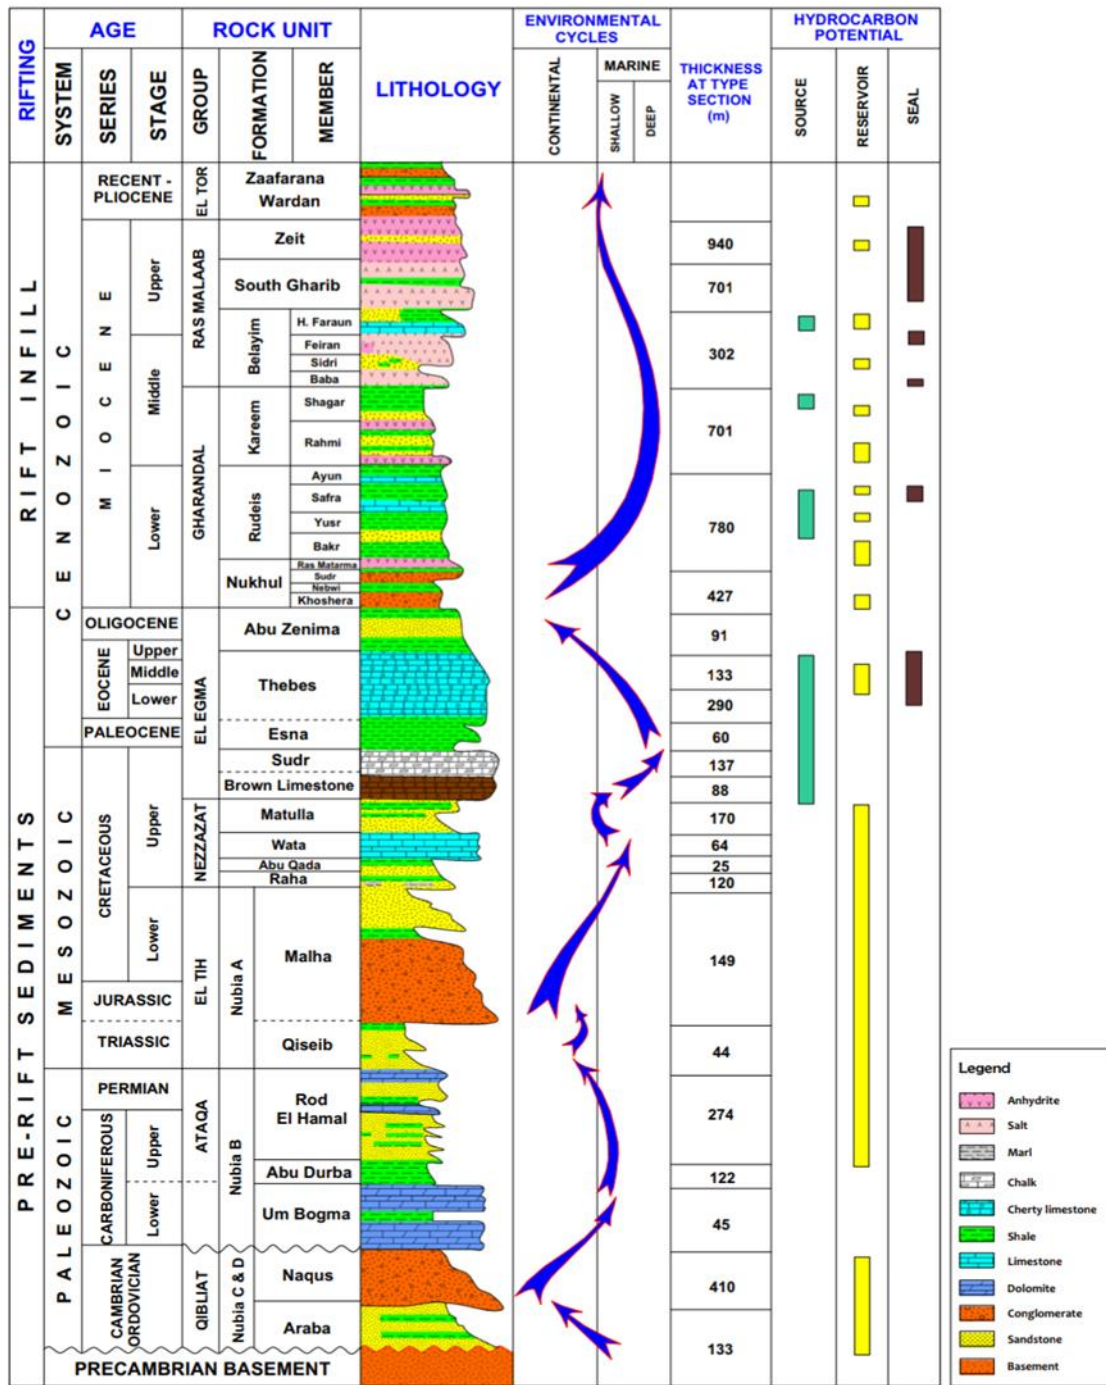 RIFTING
AGE
ROCK UNIT
LITHOLOGY
ENVIRONMENTAL
CYCLES
THICKNESS
AT TYPE
SECTION
(m)
HYDROCARBON
POTENTIAL
SYSTEM
SERIES
STAGE
GROUP
FORMATION
MEMBER
CONTINENTAL
MARINE
SHALLOW
DEEP
SOURCE
RESERVOIR
SEAL
RIFT INFILL
PRE-RIFT SEDIMENTS
CENOZOIC
MESOZOIC
PALEOZOIC
RECENT -
PLIOCENE
MIOCENE
Upper
Middle
Lower
OLIGOCENE
EOCENE
Upper
Middle
Lower
PALEOCENE
CRETACEOUS
Upper
Lower
JURASSIC
TRIASSIC
PERMIAN
CARBONIFEROUS
Upper
Lower
CAMBRIAN
ORDOVICIAN
EL TOR
RAS MALAAB
GHARANDAL
EL EGMA
NEZZAZAT
EL TIH
ATAQA
QIBLIAT
Nubia A
Nubia B
Nubia C & D
Zaafarana
Wardan
Zeit
South Gharib
Belayim
H. Faraun
Feiran
Sidri
Baba
Kareem
Shagar
Rahmi
Rudeis
Ayun
Safra
Yusr
Bakr
Nukhul
Ras Matarma
Sudr
Nebwi
Khoshera
Abu Zenima
Thebes
Esna
Sudr
Brown Limestone
Matulla
Wata
Abu Qada
Raha
Malha
Qiseib
Rod
El Hamal
Abu Durba
Um Bogma
Naqus
Araba
PRECAMBRIAN BASEMENT
940
701
302
701
780
427
91
133
290
60
137
88
170
64
25
120
149
44
274
122
45
410
133
Legend
Anhydrite
Salt
Marl
Chalk
Cherty limestone
Shale
Limestone
Dolomite
Conglomerate
Sandstone
Basement